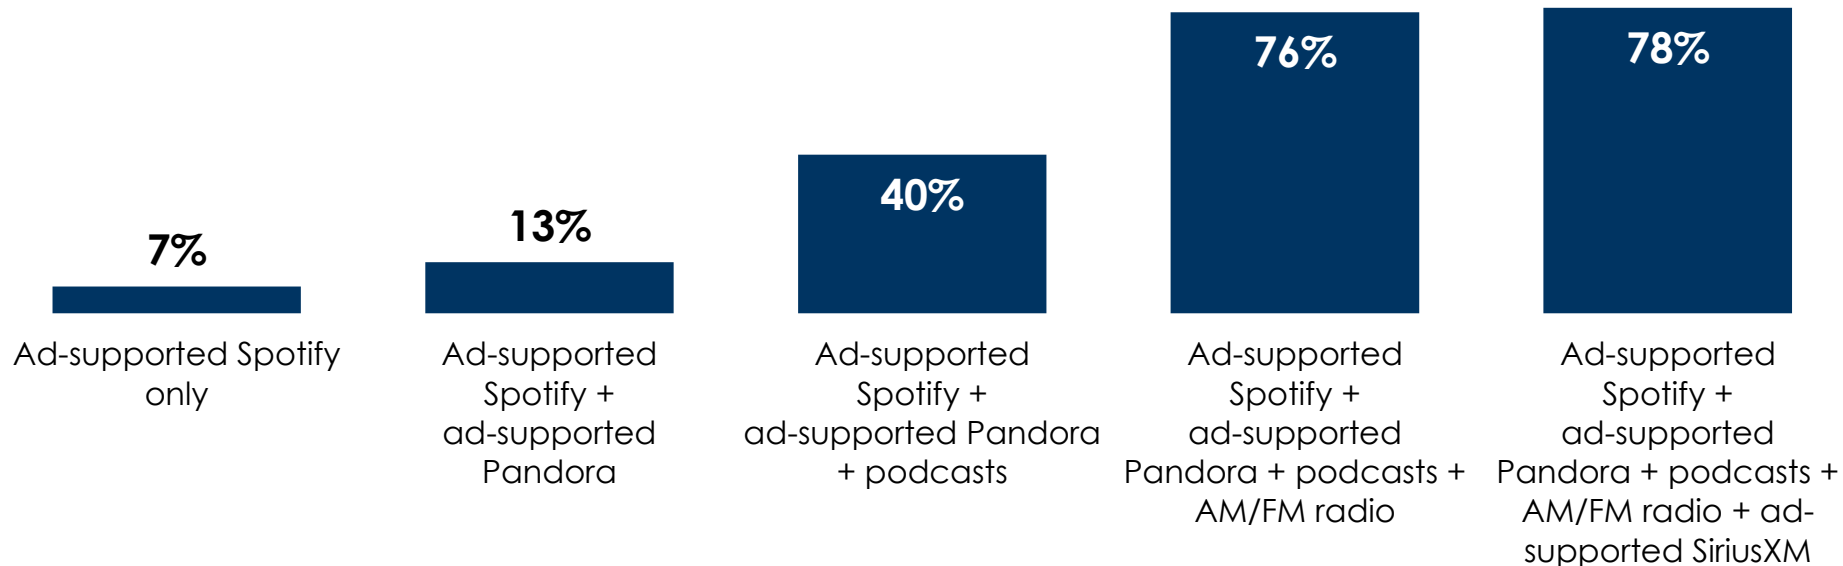 7%
13%
40%
76%
78%
Ad-supported Spotify
only
Ad-supported
Spotify +
ad-supported
Pandora
Ad-supported
Spotify +
ad-supported Pandora
+ podcasts
Ad-supported
Spotify +
ad-supported
Pandora + podcasts +
AM/FM radio
Ad-supported
Spotify +
ad-supported
Pandora + podcasts +
AM/FM radio + ad-
supported SiriusXM